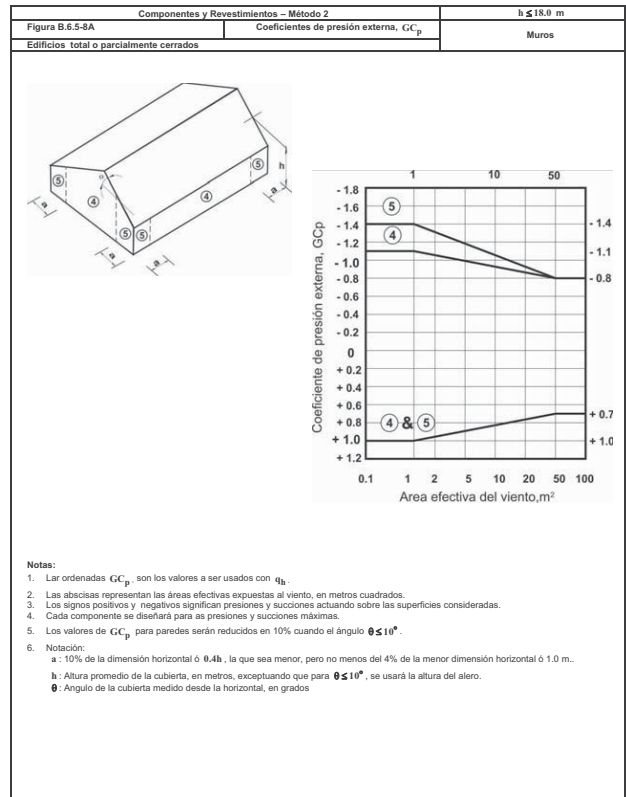 Componentes y Revestimientos – Método 2
h ≤ 18.0 m
Figura B.6.5-8A
Coeficientes de presión externa, GCp
Muros
Edificios total o parcialmente cerrados
5
θ
4
4
5
h
5
5
a
a
a
a
1 10 50
- 1.8
- 1.6
- 1.4
- 1.2
- 1.0
- 0.8
- 0.6
- 0.4
- 0.2
0
+ 0.2
+ 0.4
+ 0.6
+ 0.8
+ 1.0
+ 1.2
Coeficiente de presión externa, GCp
5
4
4 & 5
- 1.4
- 1.1
- 0.8
+ 0.7
+ 1.0
0.1 1 2 5 10 20 50 100
Area efectiva del viento,m²
Notas:
1. Lar ordenadas GCp , son los valores a ser usados con qh .
2. Las abscisas representan las áreas efectivas expuestas al viento, en metros cuadrados.
3. Los signos positivos y negativos significan presiones y succiones actuando sobre las superficies consideradas.
4. Cada componente se diseñará para as presiones y succiones máximas.
5. Los valores de GCp para paredes serán reducidos en 10% cuando el ángulo θ ≤ 10° .
6. Notación:
a : 10% de la dimensión horizontal ó 0.4h , la que sea menor, pero no menos del 4% de la menor dimensión horizontal ó 1.0 m..
h : Altura promedio de la cubierta, en metros, exceptuando que para θ ≤ 10° , se usará la altura del alero.
θ : Angulo de la cubierta medido desde la horizontal, en grados